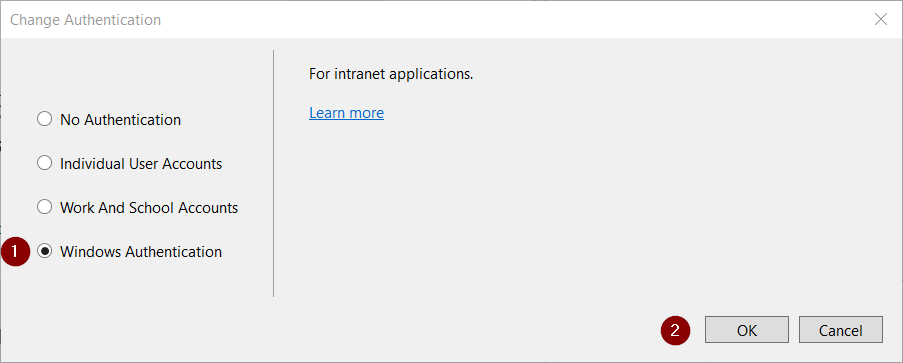 Change Authentication
For intranet applications.
Learn more
No Authentication
Individual User Accounts
Work And School Accounts
1 Windows Authentication
2 OK Cancel